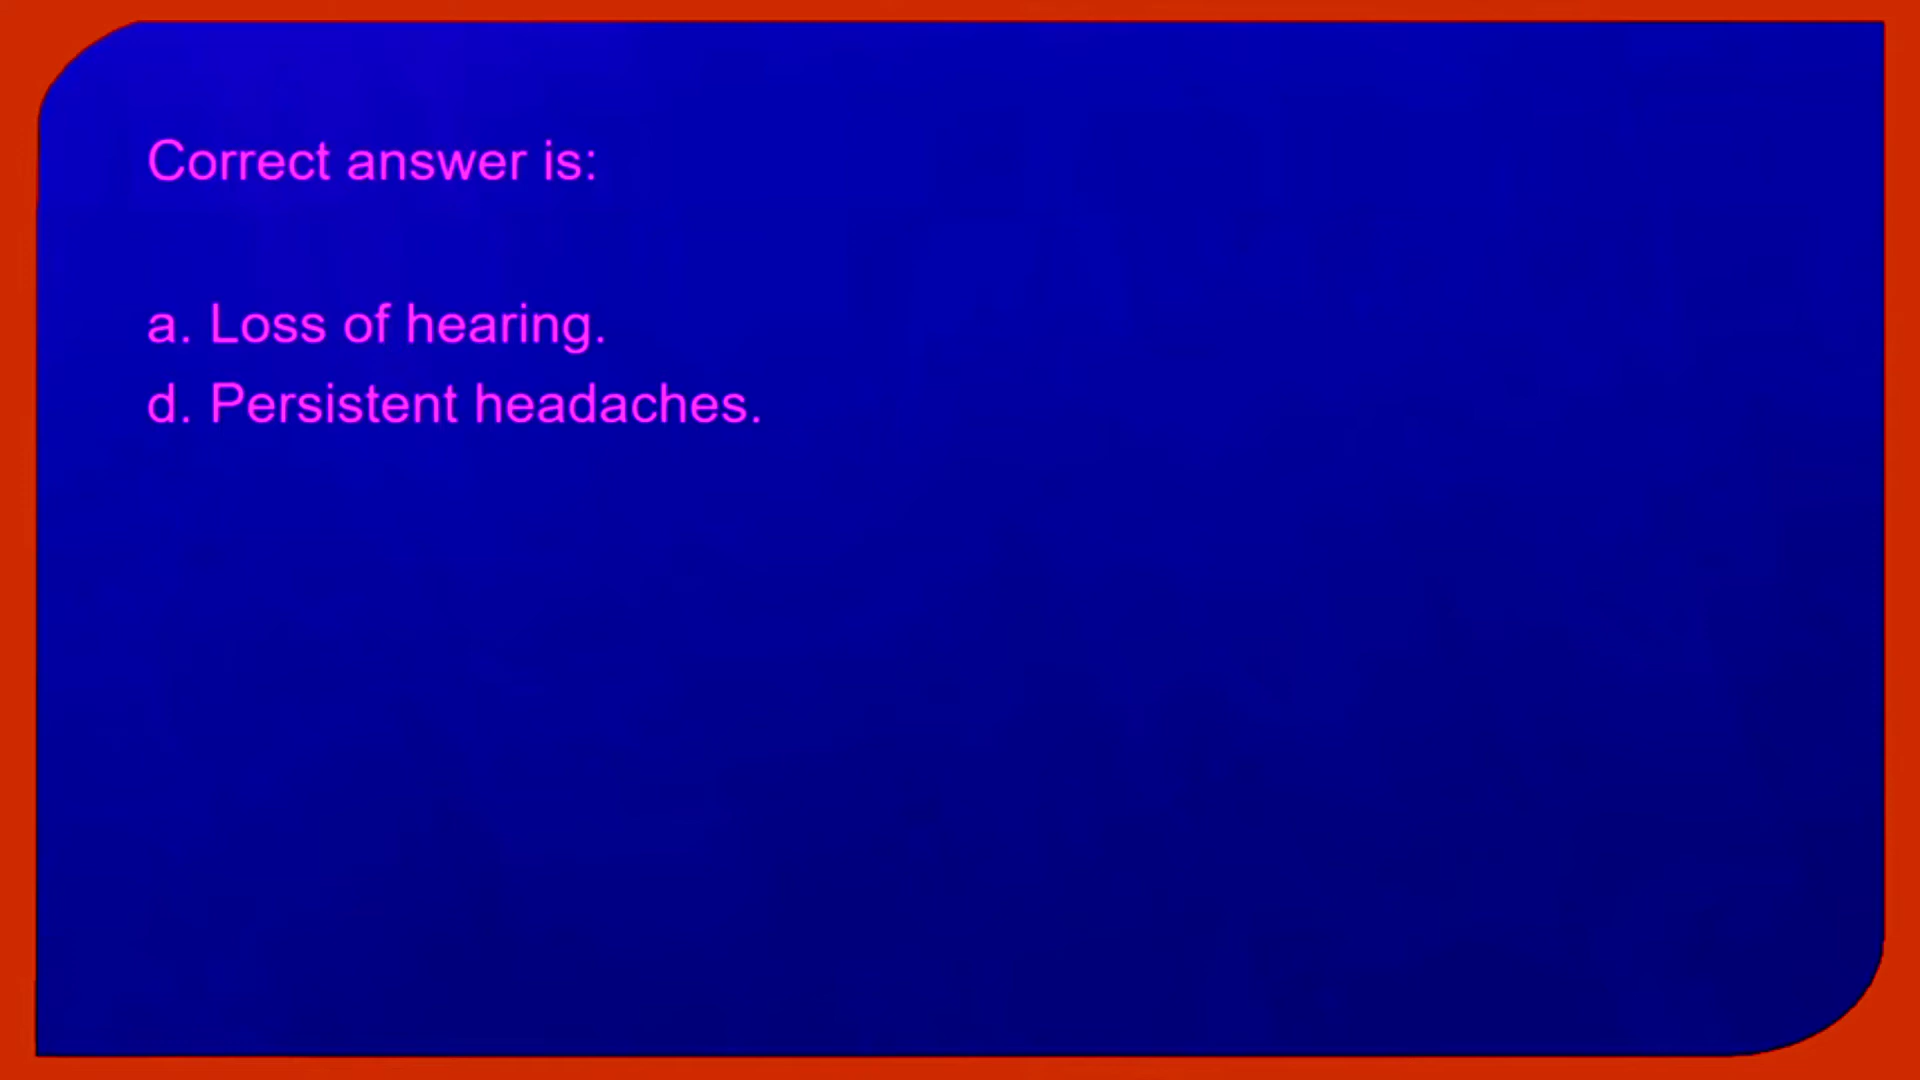 Correct answer is:
a. Loss of hearing.
d. Persistent headaches.